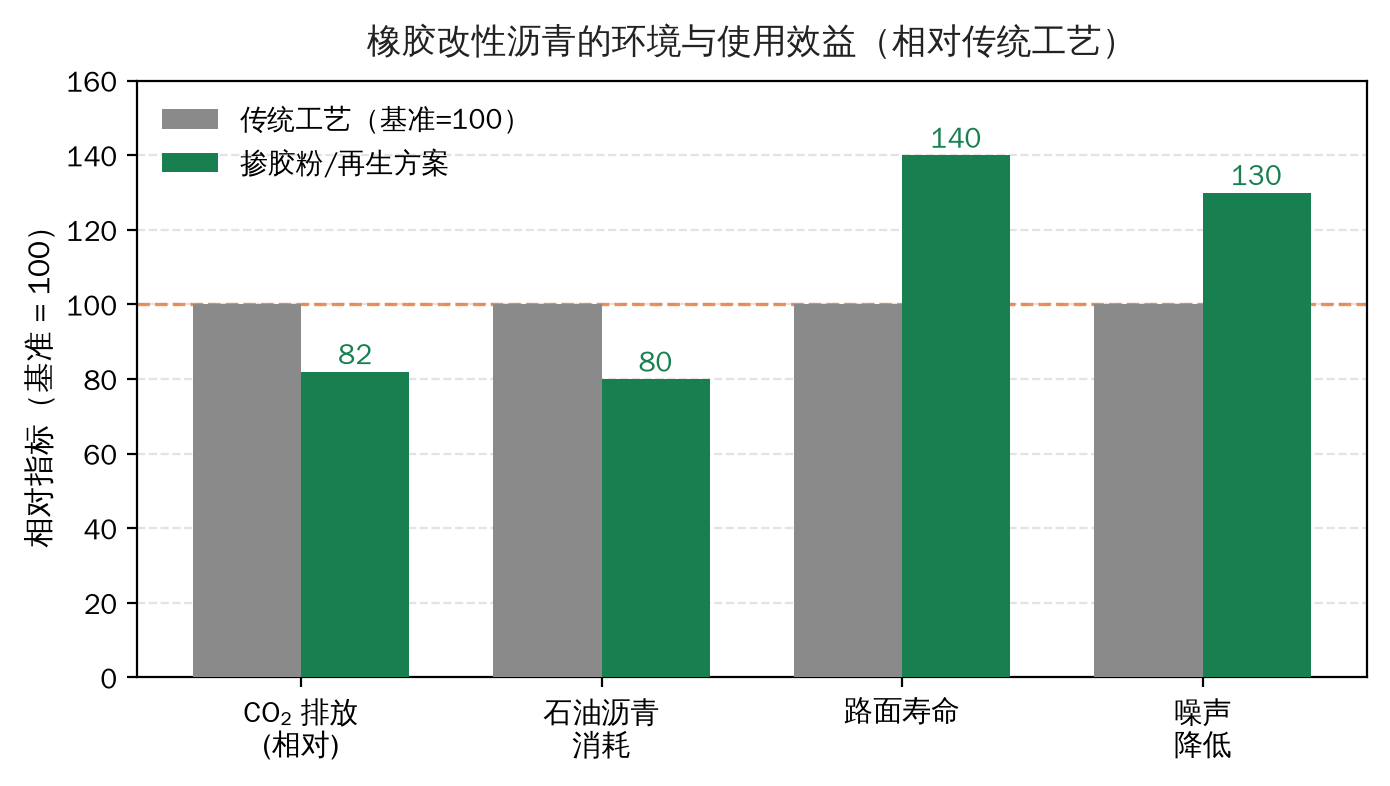 橡胶改性沥青的环境与使用效益（相对传统工艺）
传统工艺（基准=100）
掺胶粉/再生方案
相对指标（基准 = 100）
160
140
120
100
80
60
40
20
0
82
80
140
130
CO₂ 排放
(相对)
石油沥青
消耗
路面寿命
噪声
降低